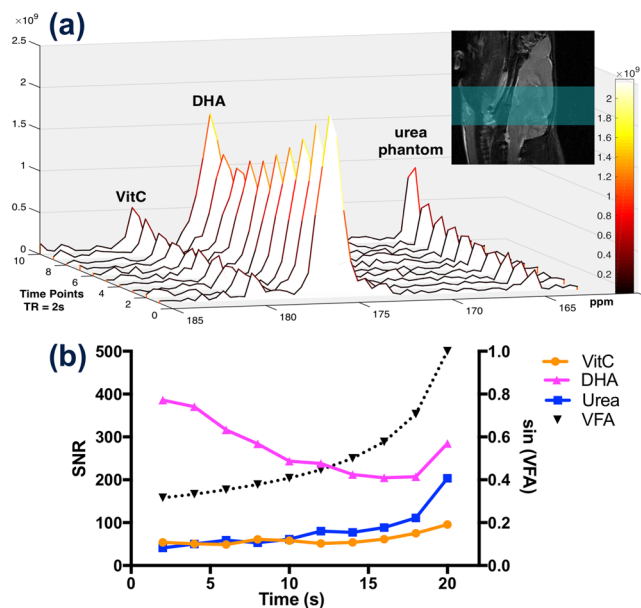 (a)
×10⁹
2.5
2
1.5
1
0.5
0
DHA
VitC
urea
phantom
×10⁹
2
1.8
1.6
1.4
1.2
1
0.8
0.6
0.4
0.2
10
8
6
4
2
0
Time Points
TR = 2s
185
180
175
170
165
ppm
(b)
500
400
300
200
100
0
SNR
1.0
0.8
0.6
0.4
0.2
0.0
sin (VFA)
0
5
10
15
20
Time (s)
VitC
DHA
Urea
VFA